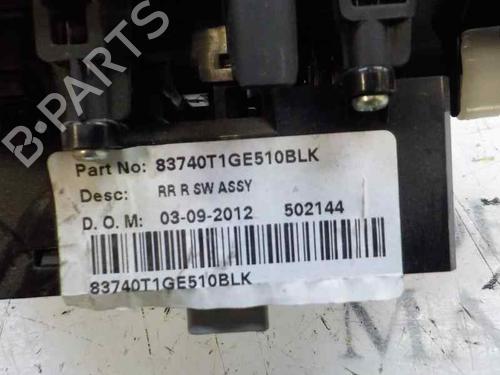 B-PARTS
Part No: 83740T1GE510BLK
Desc: RR R SW ASSY
D. O. M: 03-09-2012 502144
83740T1GE510BLK